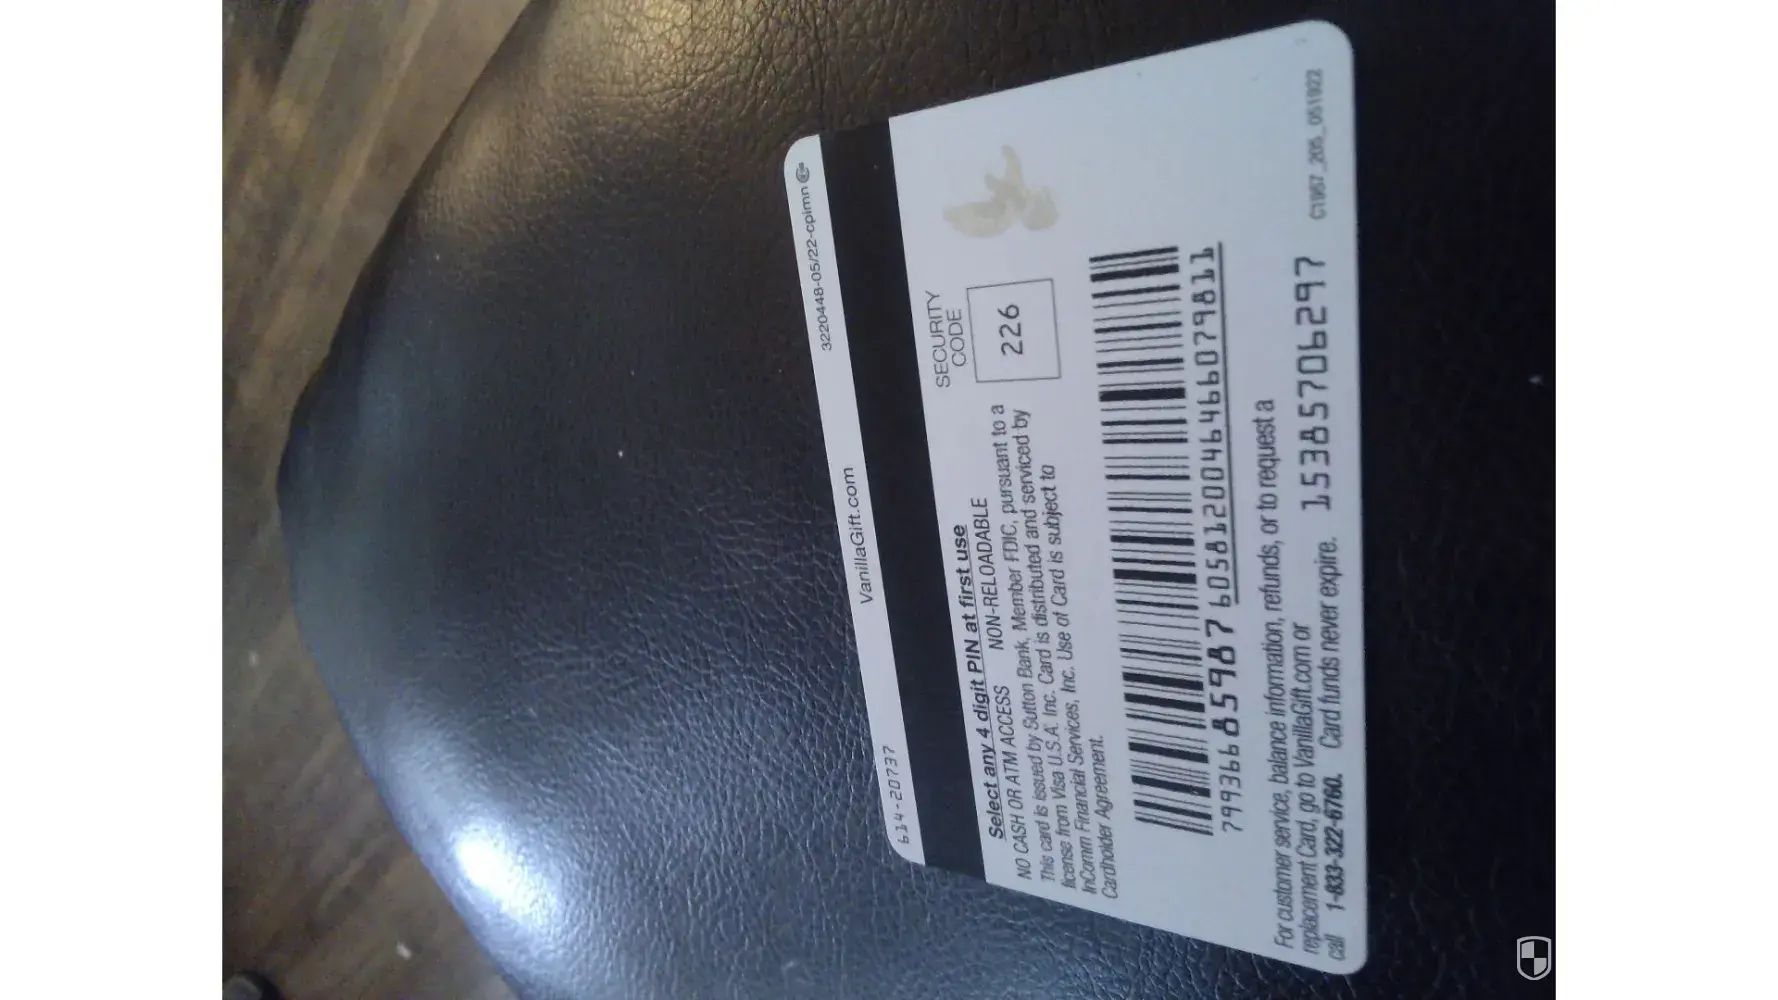 3220448-05/22-cpimn
614-20737
VanillaGift.com
Select any 4 digit PIN at first use
NO CASH OR ATM ACCESS NON-RELOADABLE
This card is issued by Sutton Bank, Member FDIC, pursuant to a
license from Visa U.S.A. Inc. Card is distributed and serviced by
InComm Financial Services, Inc. Use of Card is subject to
Cardholder Agreement.
SECURITY
CODE
226
79936685987 6058120046466079811
For customer service, balance information, refunds, or to request a
replacement Card, go to VanillaGift.com or
call 1-833-322-6760. Card funds never expire.
15385706297
C1967_205_051922